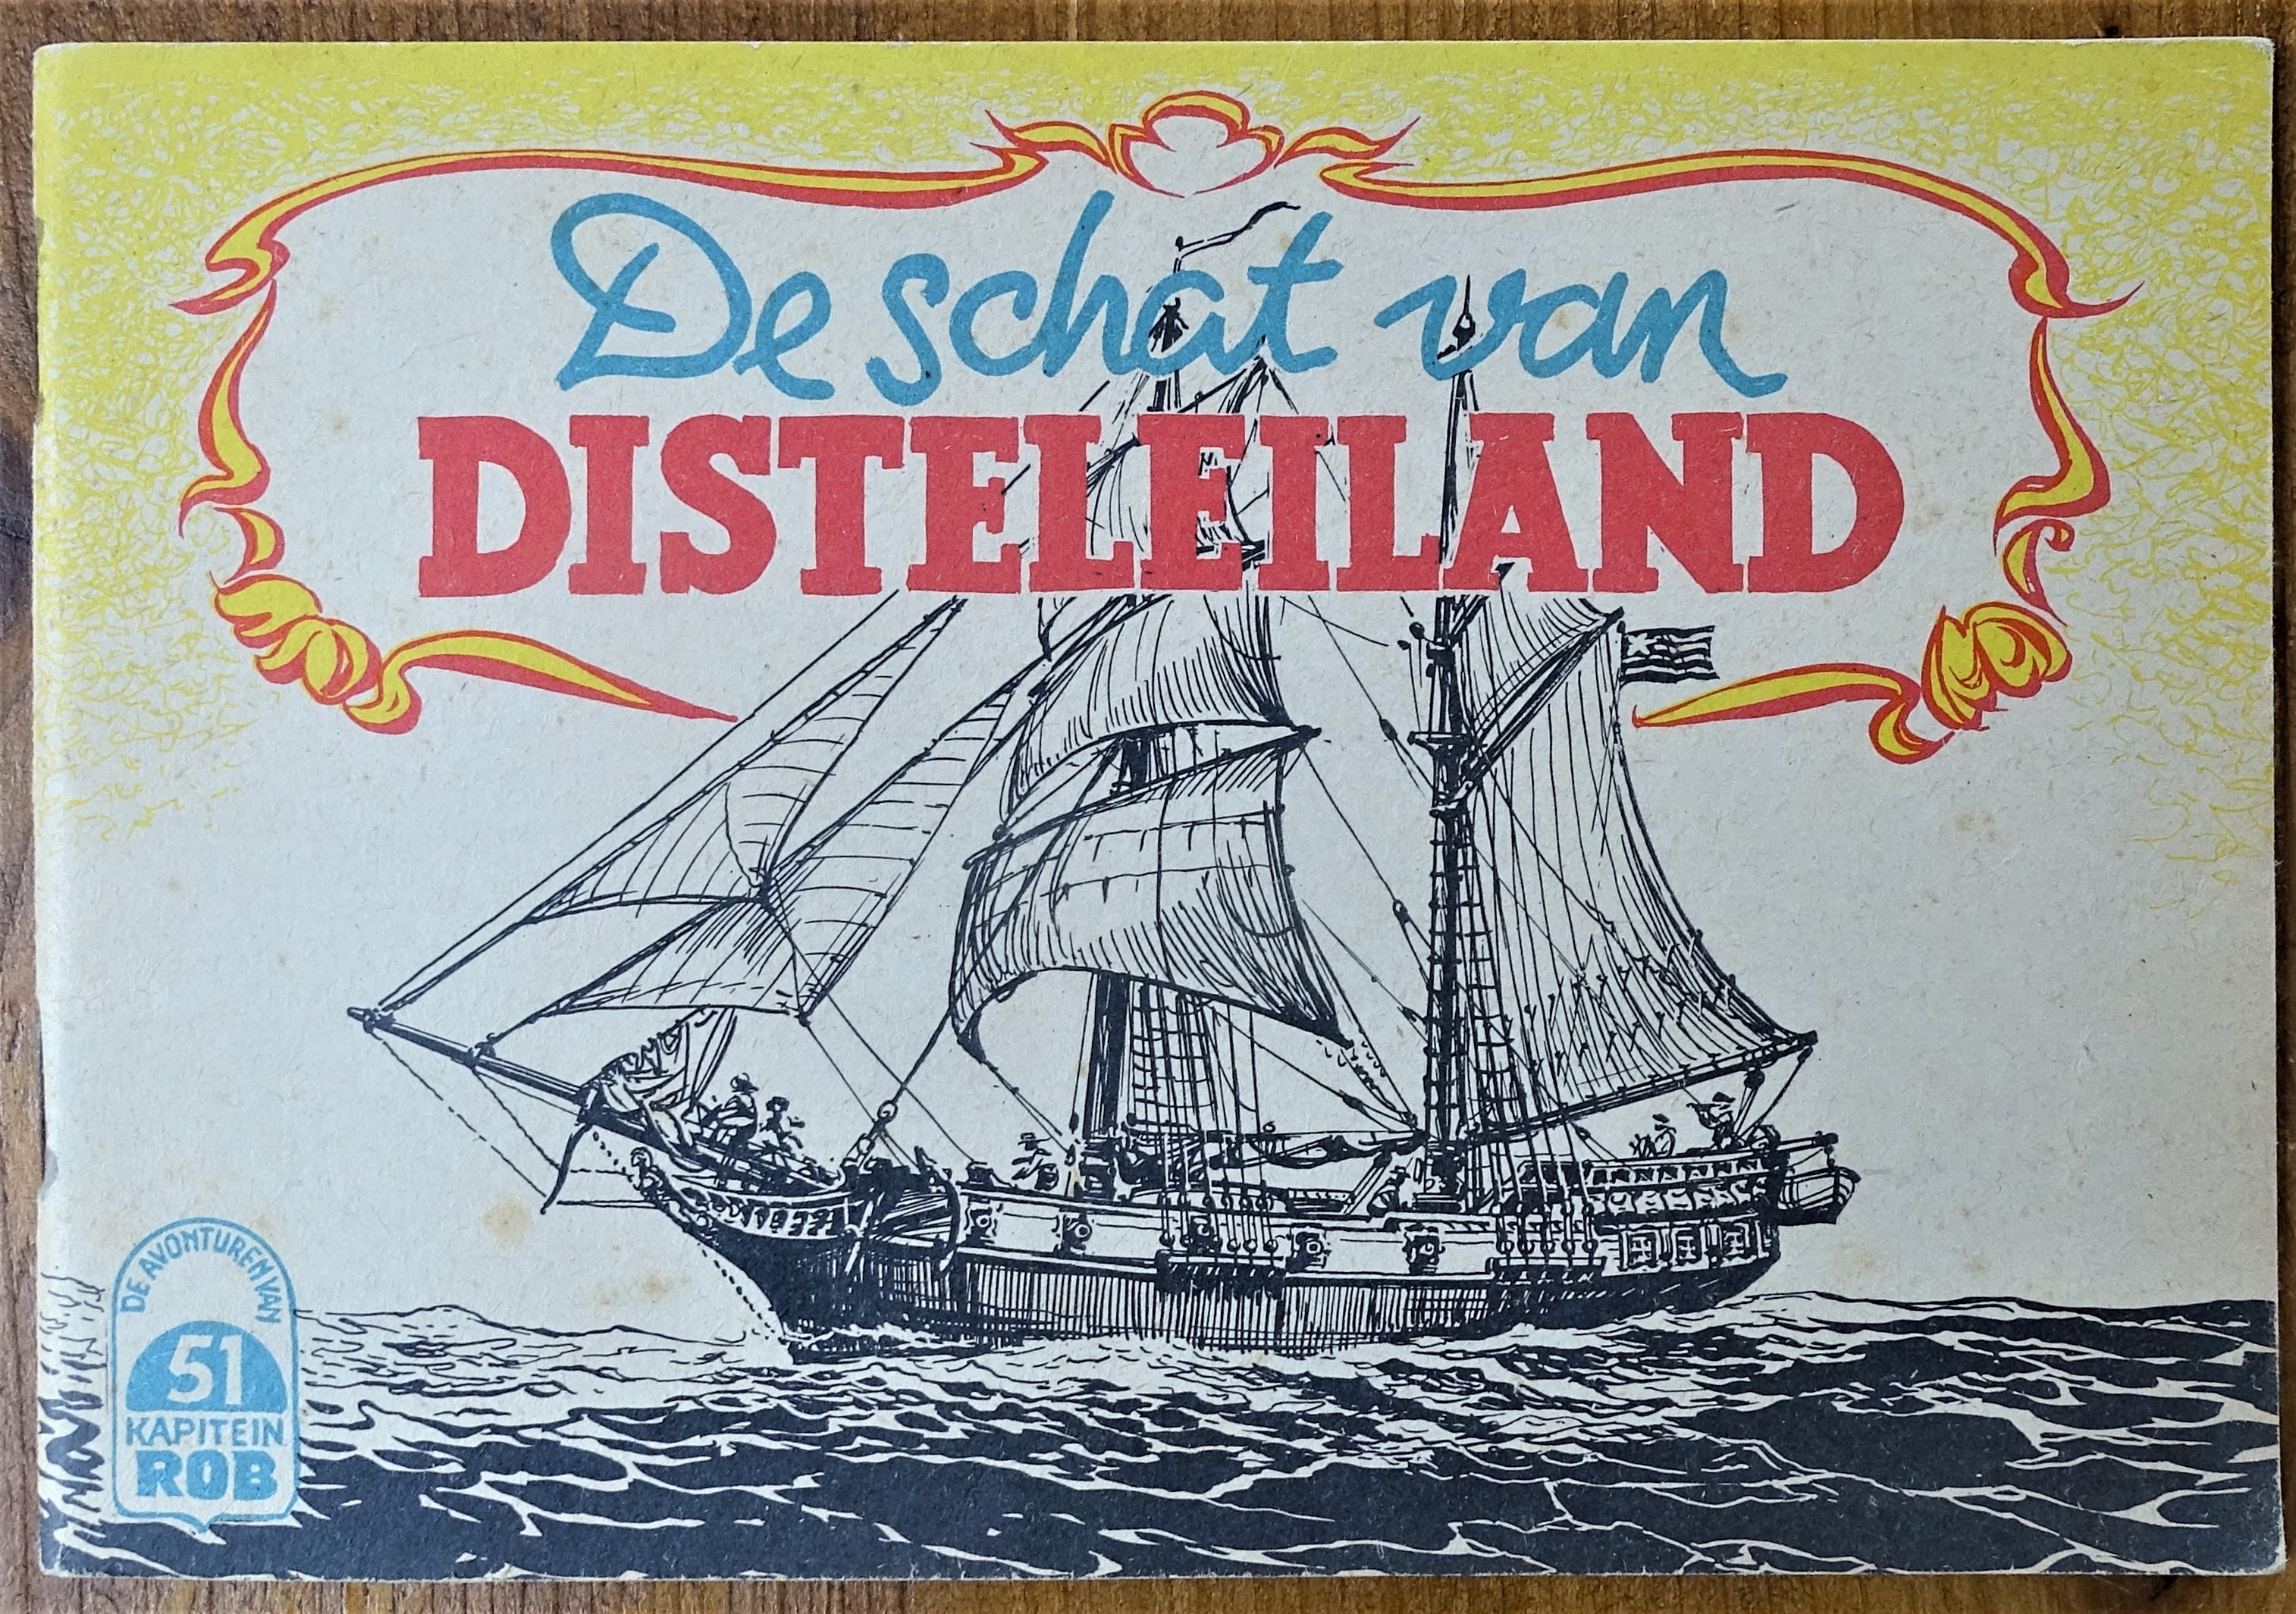 De schat van
DISTELEILAND
DE AVONTUREN VAN
51
KAPITEIN
ROB